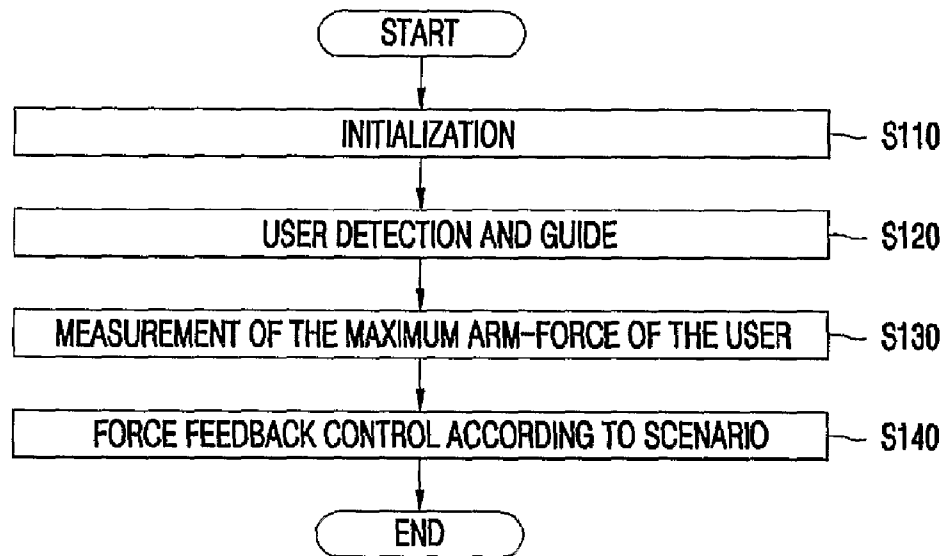 START
INITIALIZATION S110
USER DETECTION AND GUIDE S120
MEASUREMENT OF THE MAXIMUM ARM-FORCE OF THE USER S130
FORCE FEEDBACK CONTROL ACCORDING TO SCENARIO S140
END